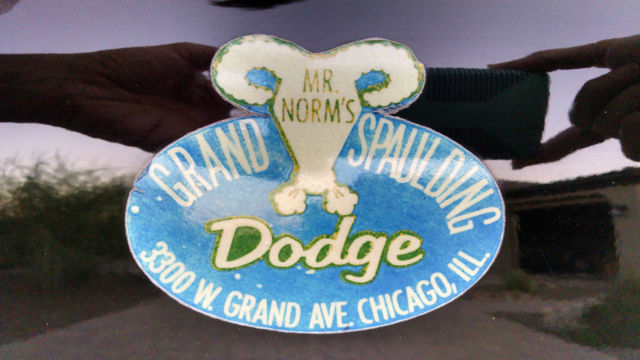 MR.
NORM'S
GRAND SPAULDING
Dodge
3300 W. GRAND AVE. CHICAGO, ILL.